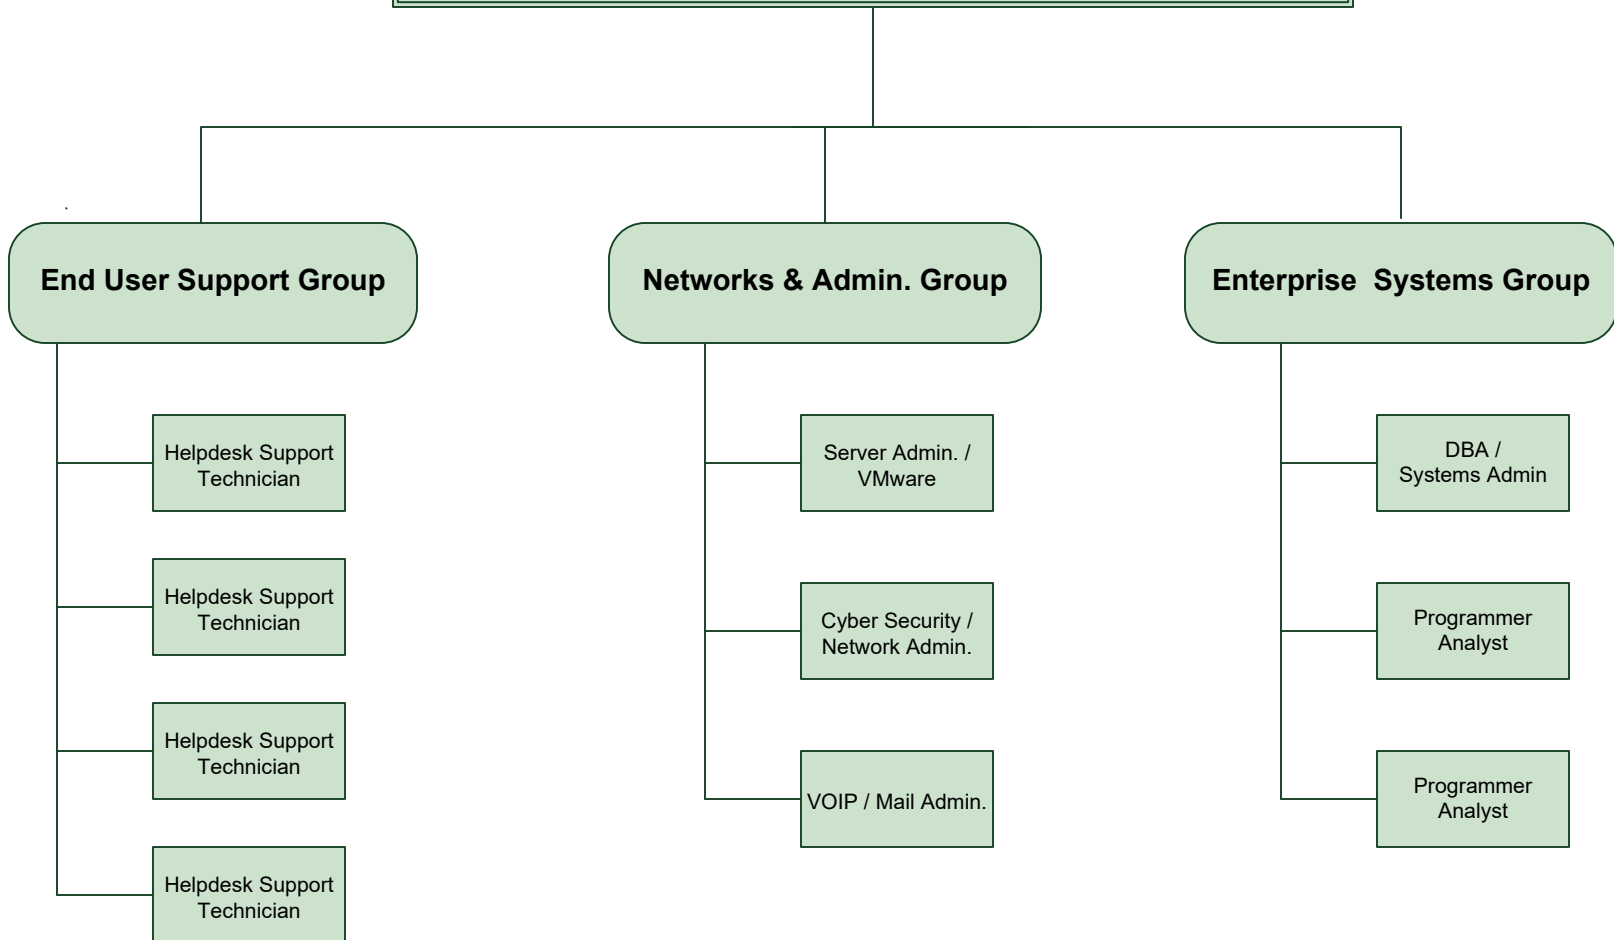 End User Support Group
Networks & Admin. Group
Enterprise  Systems Group
Helpdesk Support
Technician
Helpdesk Support
Technician
Helpdesk Support
Technician
Helpdesk Support
Technician
Server Admin. /
VMware
Cyber Security /
Network Admin.
VOIP / Mail Admin.
DBA /
Systems Admin
Programmer
Analyst
Programmer
Analyst